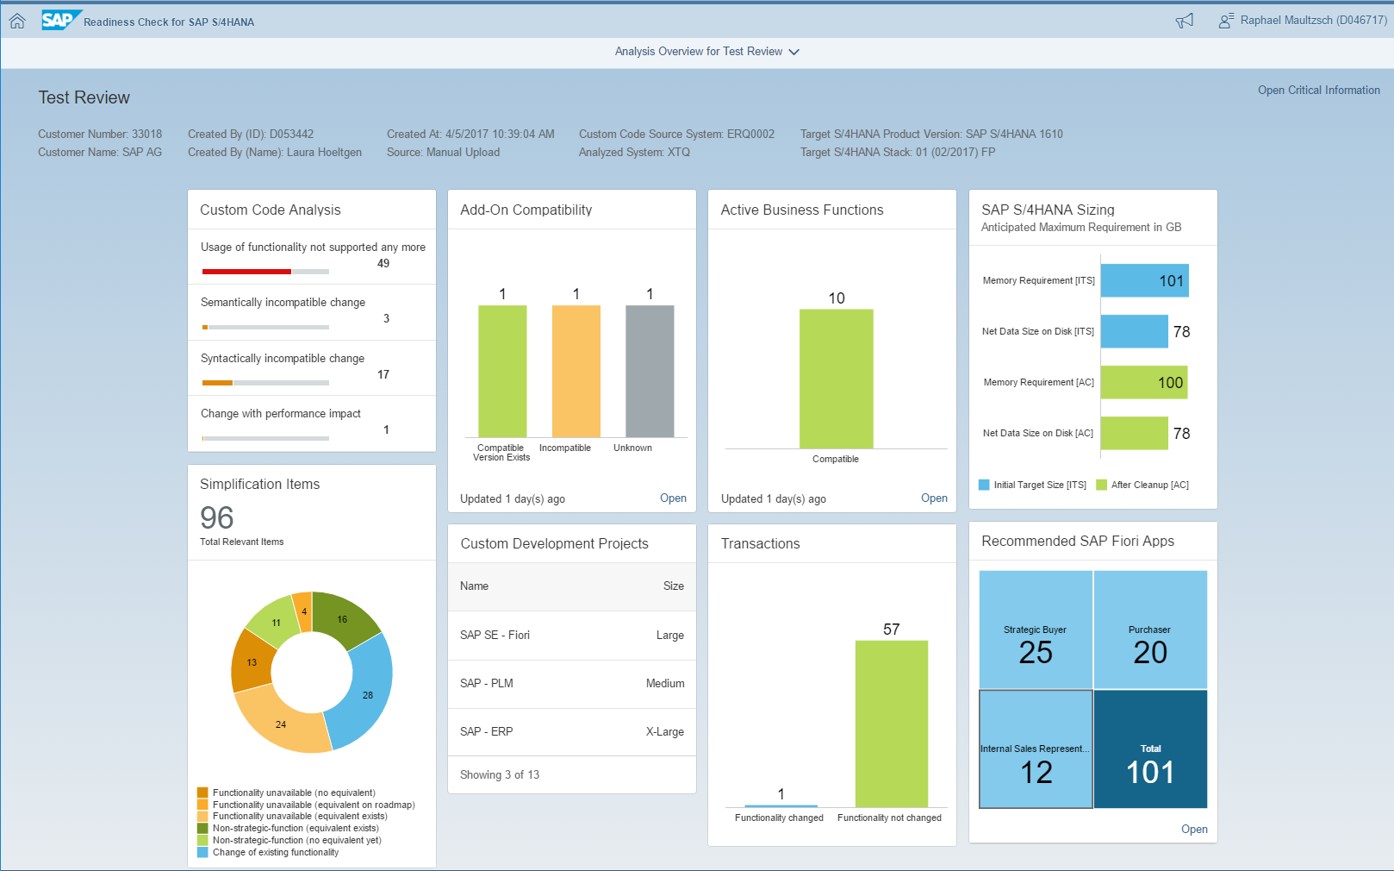 SAP Readiness Check for SAP S/4HANA
Raphael Maultzsch (D046717)
Analysis Overview for Test Review
Test Review
Open Critical Information
Customer Number: 33018
Customer Name: SAP AG
Created By (ID): D053442
Created By (Name): Laura Hoeltgen
Created At: 4/5/2017 10:39:04 AM
Source: Manual Upload
Custom Code Source System: ERQ0002
Analyzed System: XTQ
Target S/4HANA Product Version: SAP S/4HANA 1610
Target S/4HANA Stack: 01 (02/2017) FP
Custom Code Analysis
Usage of functionality not supported any more
49
Semantically incompatible change
3
Syntactically incompatible change
17
Change with performance impact
1
Simplification Items
96
Total Relevant Items
4
16
11
13
28
24
Functionality unavailable (no equivalent)
Functionality unavailable (equivalent on roadmap)
Functionality unavailable (equivalent exists)
Non-strategic-function (equivalent exists)
Non-strategic-function (no equivalent yet)
Change of existing functionality
Add-On Compatibility
1
1
1
Compatible
Version Exists
Incompatible
Unknown
Updated 1 day(s) ago
Open
Custom Development Projects
Name Size
SAP SE - Fiori Large
SAP - PLM Medium
SAP - ERP X-Large
Showing 3 of 13
Active Business Functions
10
Compatible
Updated 1 day(s) ago
Open
Transactions
57
1
Functionality changed
Functionality not changed
SAP S/4HANA Sizing
Anticipated Maximum Requirement in GB
Memory Requirement [ITS] 101
Net Data Size on Disk [ITS] 78
Memory Requirement [AC] 100
Net Data Size on Disk [AC] 78
Initial Target Size [ITS]
After Cleanup [AC]
Recommended SAP Fiori Apps
Strategic Buyer
25
Purchaser
20
Internal Sales Represent...
12
Total
101
Open